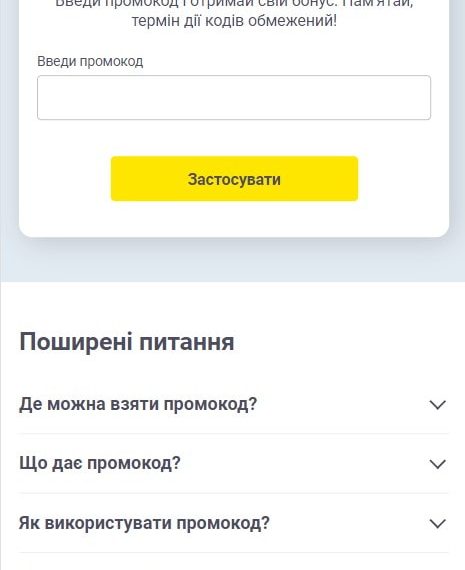 Введи промокод і отримай свій бонус. Пам'ятай,
термін дії кодів обмежений!
Введи промокод
Застосувати
Поширені питання
Де можна взяти промокод?
Що дає промокод?
Як використувати промокод?